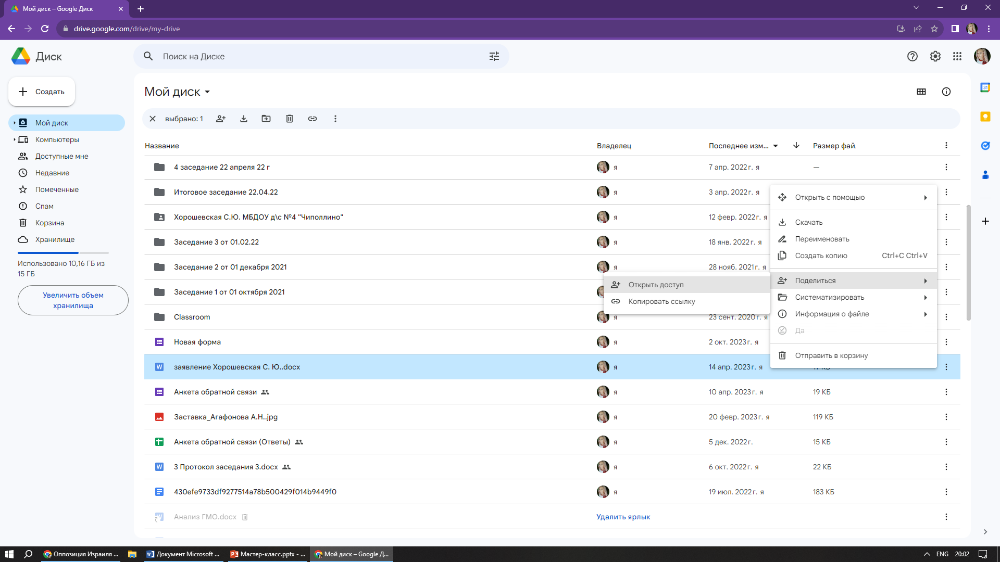 Мой диск – Google Диск
drive.google.com/drive/my-drive
Диск
Поиск на Диске
Создать
Мой диск
Компьютеры
Доступные мне
Недавние
Помеченные
Спам
Корзина
Хранилище
Использовано 10,16 ГБ из
15 ГБ
Увеличить объем
хранилища
Мой диск
выбрано: 1
Название Владелец Последнее изм... Размер фай
4 заседание 22 апреля 22 г я 7 апр. 2022 г. я —
Итоговое заседание 22.04.22 я 3 апр. 2022 г. я
Хорошевская С.Ю. МБДОУ д\с №4 "Чиполлино" я 12 февр. 2022 г. я
Заседание 3 от 01.02.22 я 18 янв. 2022 г. я
Заседание 2 от 01 декабря 2021 я 28 нояб. 2021 г. я
Заседание 1 от 01 октября 2021
Classroom я 23 сент. 2020 г. я
Новая форма я 2 окт. 2023 г. я
заявление Хорошевская С. Ю..docx я 14 апр. 2023 г. я
Анкета обратной связи я 10 апр. 2023 г. я 19 КБ
Заставка_Агафонова А.Н..jpg я 20 февр. 2023 г. я 119 КБ
Анкета обратной связи (Ответы) я 5 дек. 2022 г. 15 КБ
3 Протокол заседания 3.docx я 6 окт. 2022 г. я 22 КБ
430efe9733df9277514a78b500429f014b9449f0 я 19 июл. 2022 г. я 183 КБ
Анализ ГМО.docx Удалить ярлык
Открыть с помощью
Скачать
Переименовать
Создать копию Ctrl+C Ctrl+V
Поделиться
Систематизировать
Информация о файле
Да
Отправить в корзину
Открыть доступ
Копировать ссылку
31
Оппозиция Израиля ...
Документ Microsoft ...
Мастер-класс.pptx - ...
Мой диск – Google Д...
ENG 20:02